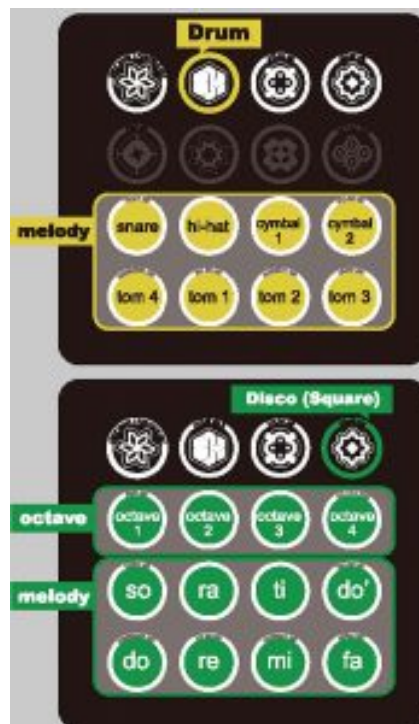 Drum
melody
snare hi-hat cymbal 1 cymbal 2
tom 4 tom 1 tom 2 tom 3
Disco (Square)
octave
octave 1 octave 2 octave 3 octave 4
melody
so ra ti do'
do re mi fa